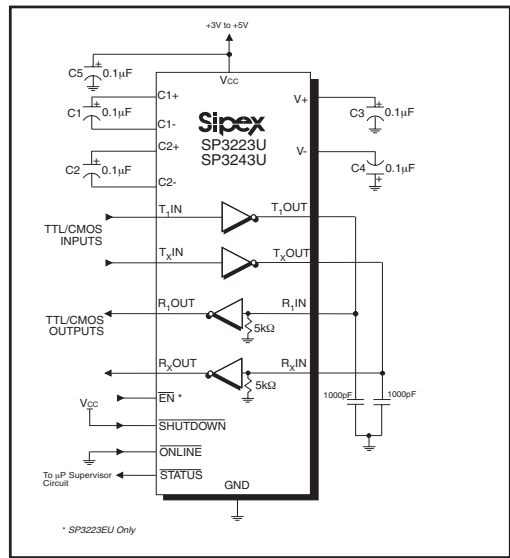 +3V to +5V
VCC
C5 + 0.1µF
C1 + 0.1µF
C2 + 0.1µF
C1+
C1-
C2+
C2-
Sipex
SP3223U
SP3243U
V+
V-
C3 + 0.1µF
C4 0.1µF +
TTL/CMOS
INPUTS
T1IN
T1OUT
TXIN
TXOUT
TTL/CMOS
OUTPUTS
R1OUT
R1IN
5kΩ
RXOUT
RXIN
5kΩ
1000pF
1000pF
EN *
VCC
SHUTDOWN
ONLINE
To µP Supervisor
Circuit
STATUS
GND
* SP3223EU Only